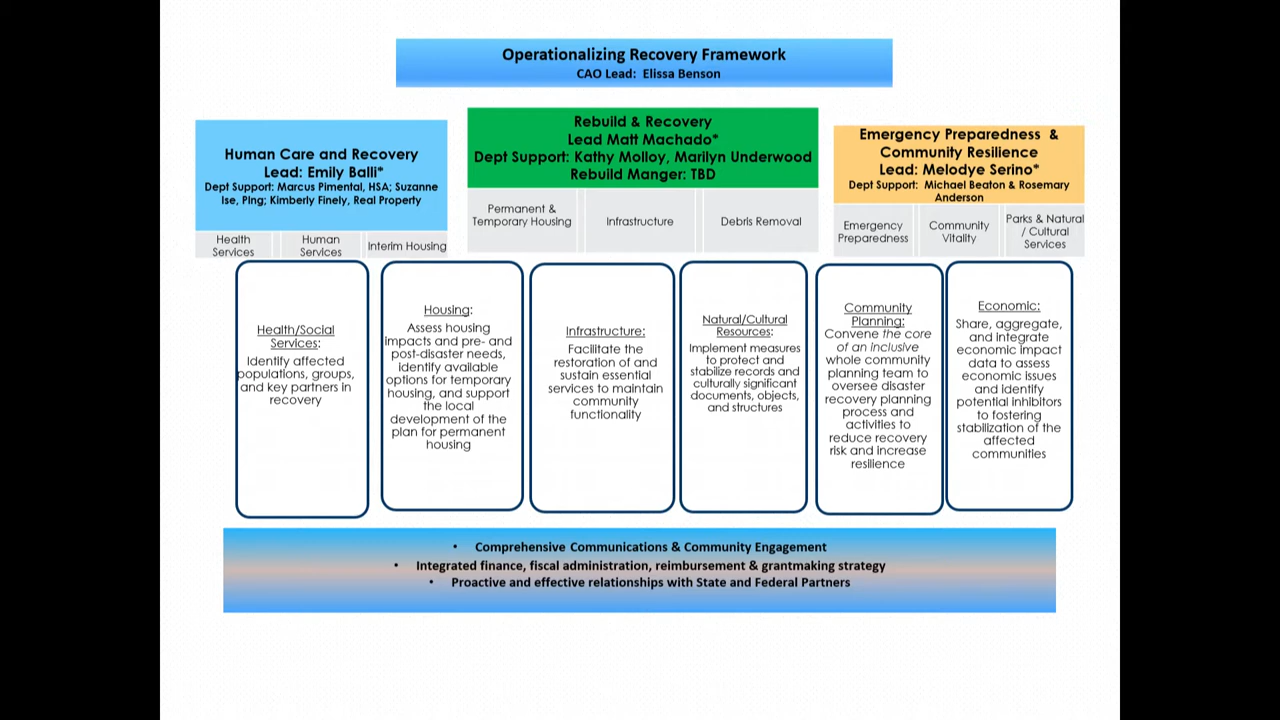 Operationalizing Recovery Framework
CAO Lead: Elissa Benson
Human Care and Recovery
Lead: Emily Balli*
Dept Support: Marcus Pimental, HSA; Suzanne
Ise, Plng; Kimberly Finely, Real Property
Health
Services
Human
Services
Interim Housing
Rebuild & Recovery
Lead Matt Machado*
Dept Support: Kathy Molloy, Marilyn Underwood
Rebuild Manger: TBD
Permanent &
Temporary Housing
Infrastructure
Debris Removal
Emergency Preparedness &
Community Resilience
Lead: Melodye Serino*
Dept Support: Michael Beaton & Rosemary
Anderson
Emergency
Preparedness
Community
Vitality
Parks & Natural
/ Cultural
Services
Health/Social
Services:
Identify affected
populations, groups,
and key partners in
recovery
Housing:
Assess housing
impacts and pre- and
post-disaster needs,
identify available
options for temporary
housing, and support
the local
development of the
plan for permanent
housing
Infrastructure:
Facilitate the
restoration of and
sustain essential
services to maintain
community
functionality
Natural/Cultural
Resources:
Implement measures
to protect and
stabilize records and
culturally significant
documents, objects,
and structures
Community
Planning:
Convene the core
of an inclusive
whole community
planning team to
oversee disaster
recovery planning
process and
activities to
reduce recovery
risk and increase
resilience
Economic:
Share, aggregate,
and integrate
economic impact
data to assess
economic issues
and identify
potential inhibitors
to fostering
stabilization of the
affected
communities
• Comprehensive Communications & Community Engagement
• Integrated finance, fiscal administration, reimbursement & grantmaking strategy
• Proactive and effective relationships with State and Federal Partners